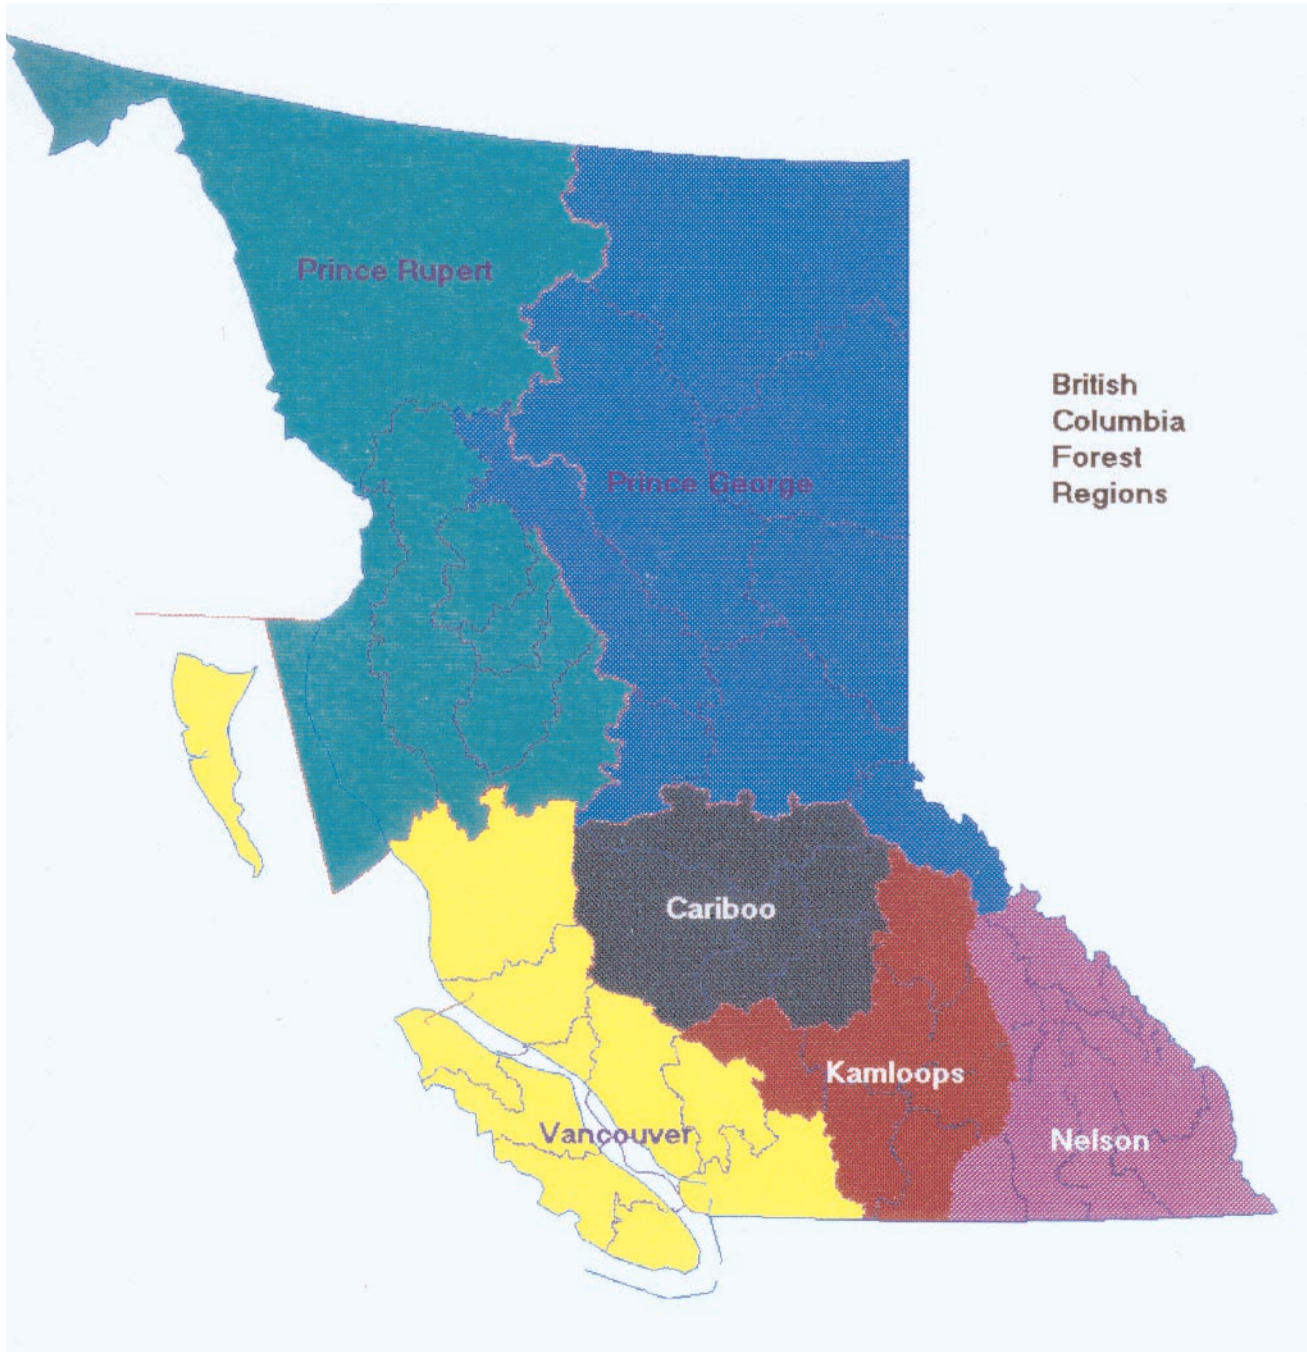 Prince Rupert
British
Columbia
Forest
Regions
Prince George
Cariboo
Kamloops
Vancouver
Nelson